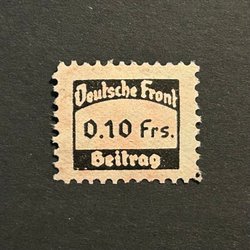 Deutsche Front
0.10 Frs.
Beitrag